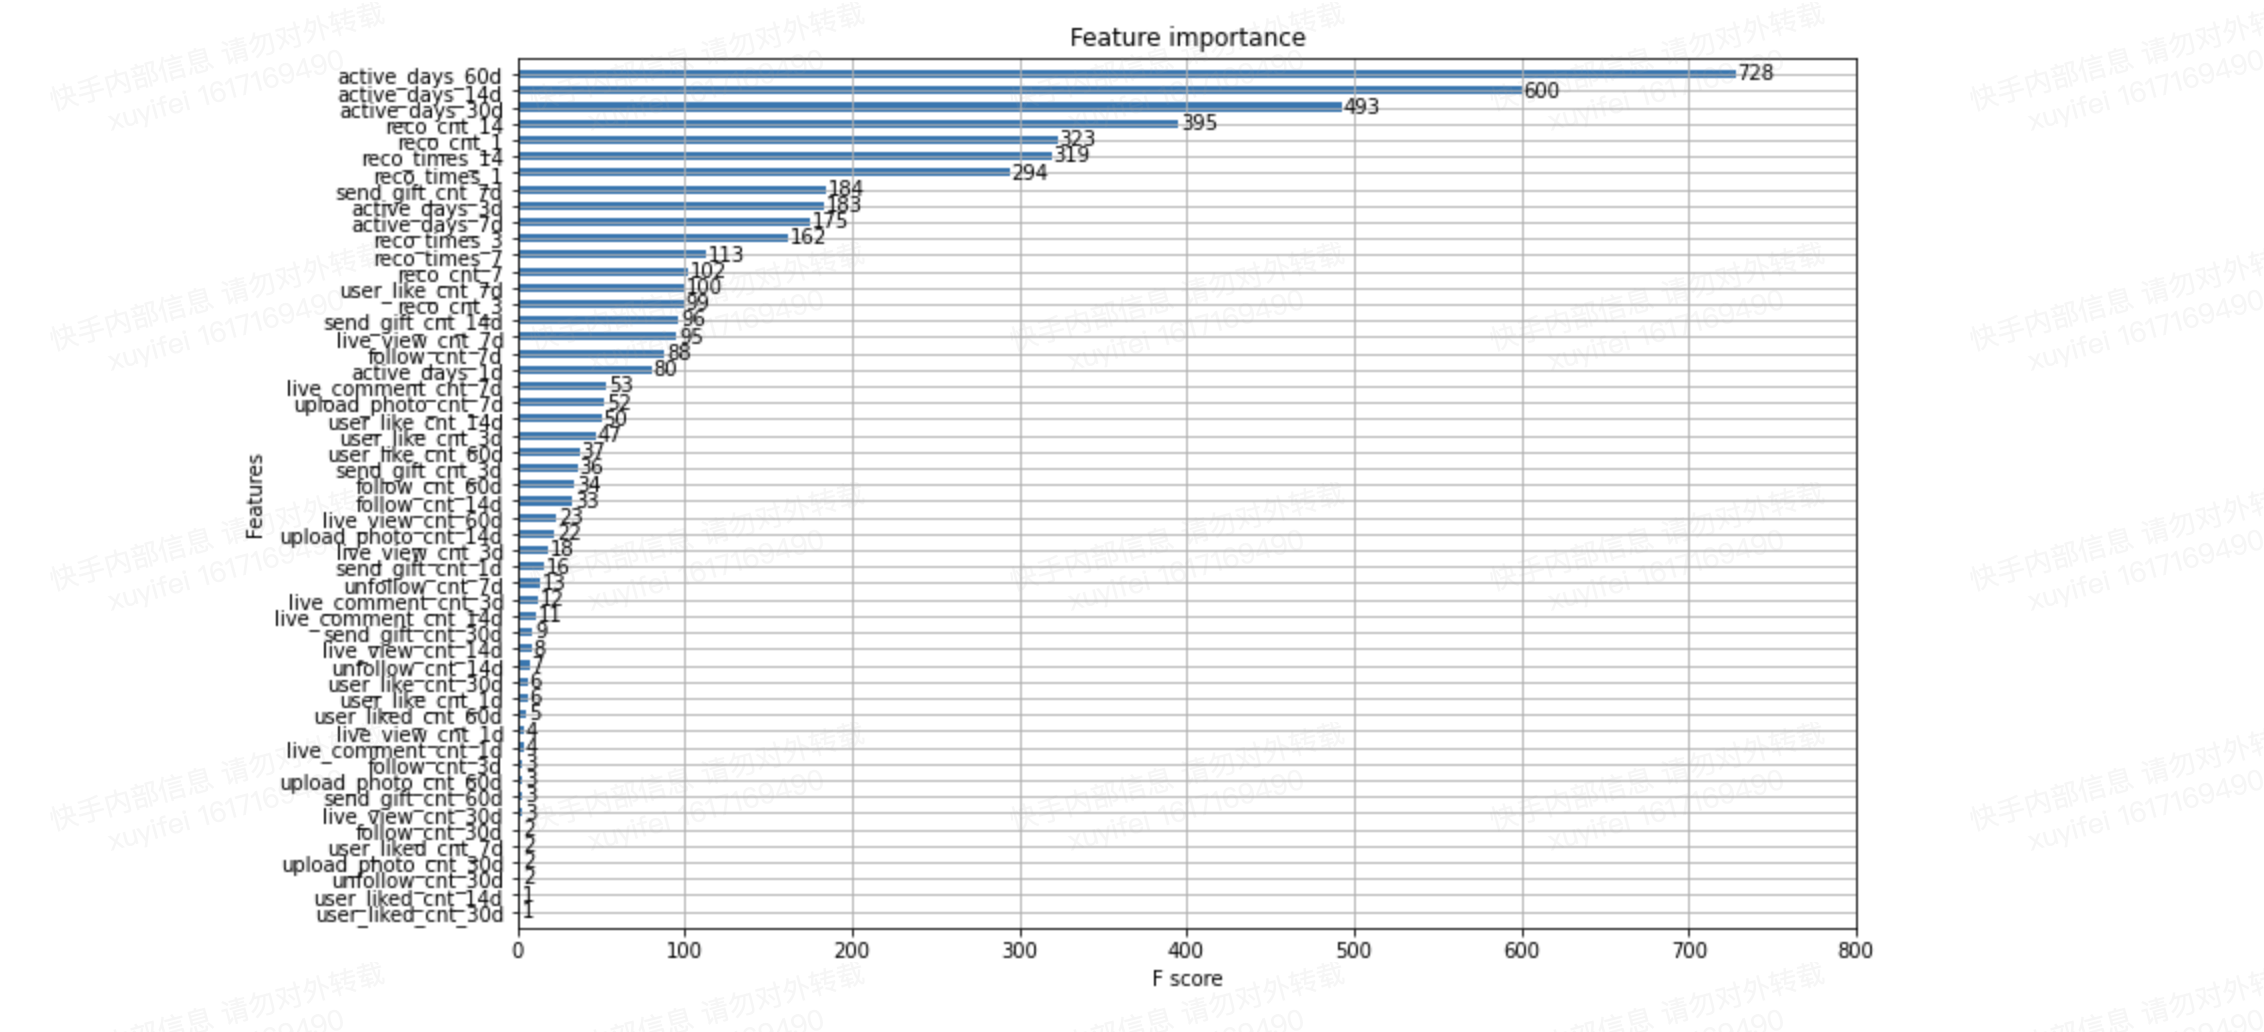 Feature importance
active_days_60d 728
active_days_14d 600
active_days_30d 493
reco_cnt_14 395
reco_cnt_1 323
reco_times_14 319
reco_times_1 294
send_gift_cnt_7d 184
active_days_3d 183
active_days_7d 175
reco_times_3 162
reco_times_7 113
reco_cnt_7 102
user_like_cnt_7d 100
reco_cnt_3 99
send_gift_cnt_14d 96
live_view_cnt_7d 95
follow_cnt_7d 88
active_days_1d 80
live_comment_cnt_7d 53
upload_photo_cnt_7d 52
user_like_cnt_14d 50
user_like_cnt_3d 47
user_like_cnt_60d 37
send_gift_cnt_3d 36
follow_cnt_60d 34
follow_cnt_14d 33
live_view_cnt_60d 23
upload_photo_cnt_14d 22
live_view_cnt_3d 18
send_gift_cnt_1d 16
unfollow_cnt_7d 13
live_comment_cnt_3d 12
live_comment_cnt_14d 11
send_gift_cnt_30d 9
live_view_cnt_14d 8
unfollow_cnt_14d 7
user_like_cnt_30d 6
user_like_cnt_1d 6
user_liked_cnt_60d 5
live_view_cnt_1d 4
live_comment_cnt_1d 4
follow_cnt_3d 3
upload_photo_cnt_60d 3
send_gift_cnt_60d 3
live_view_cnt_30d 3
follow_cnt_30d 2
user_liked_cnt_7d 2
upload_photo_cnt_30d 2
unfollow_cnt_30d 2
user_liked_cnt_14d 1
user_liked_cnt_30d 1
Features
0 100 200 300 400 500 600 700 800
F score
快手内部信息 请勿对外转载
xuyifei 1617169490